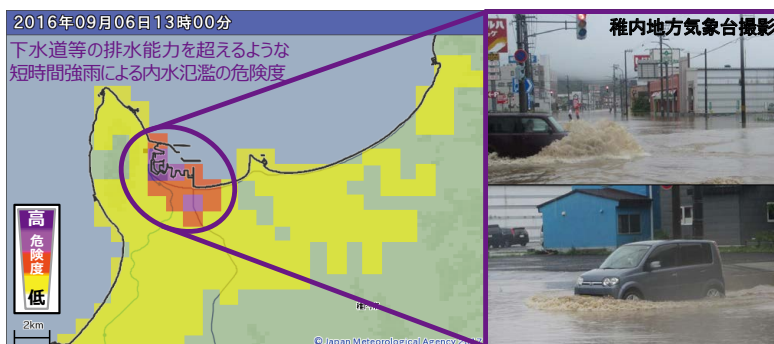 2016年09月06日13時00分
下水道等の排水能力を超えるような
短時間強雨による内水氾濫の危険度
稚内地方気象台撮影
高
危険度
低
2km
© Japan Meteorological Agency